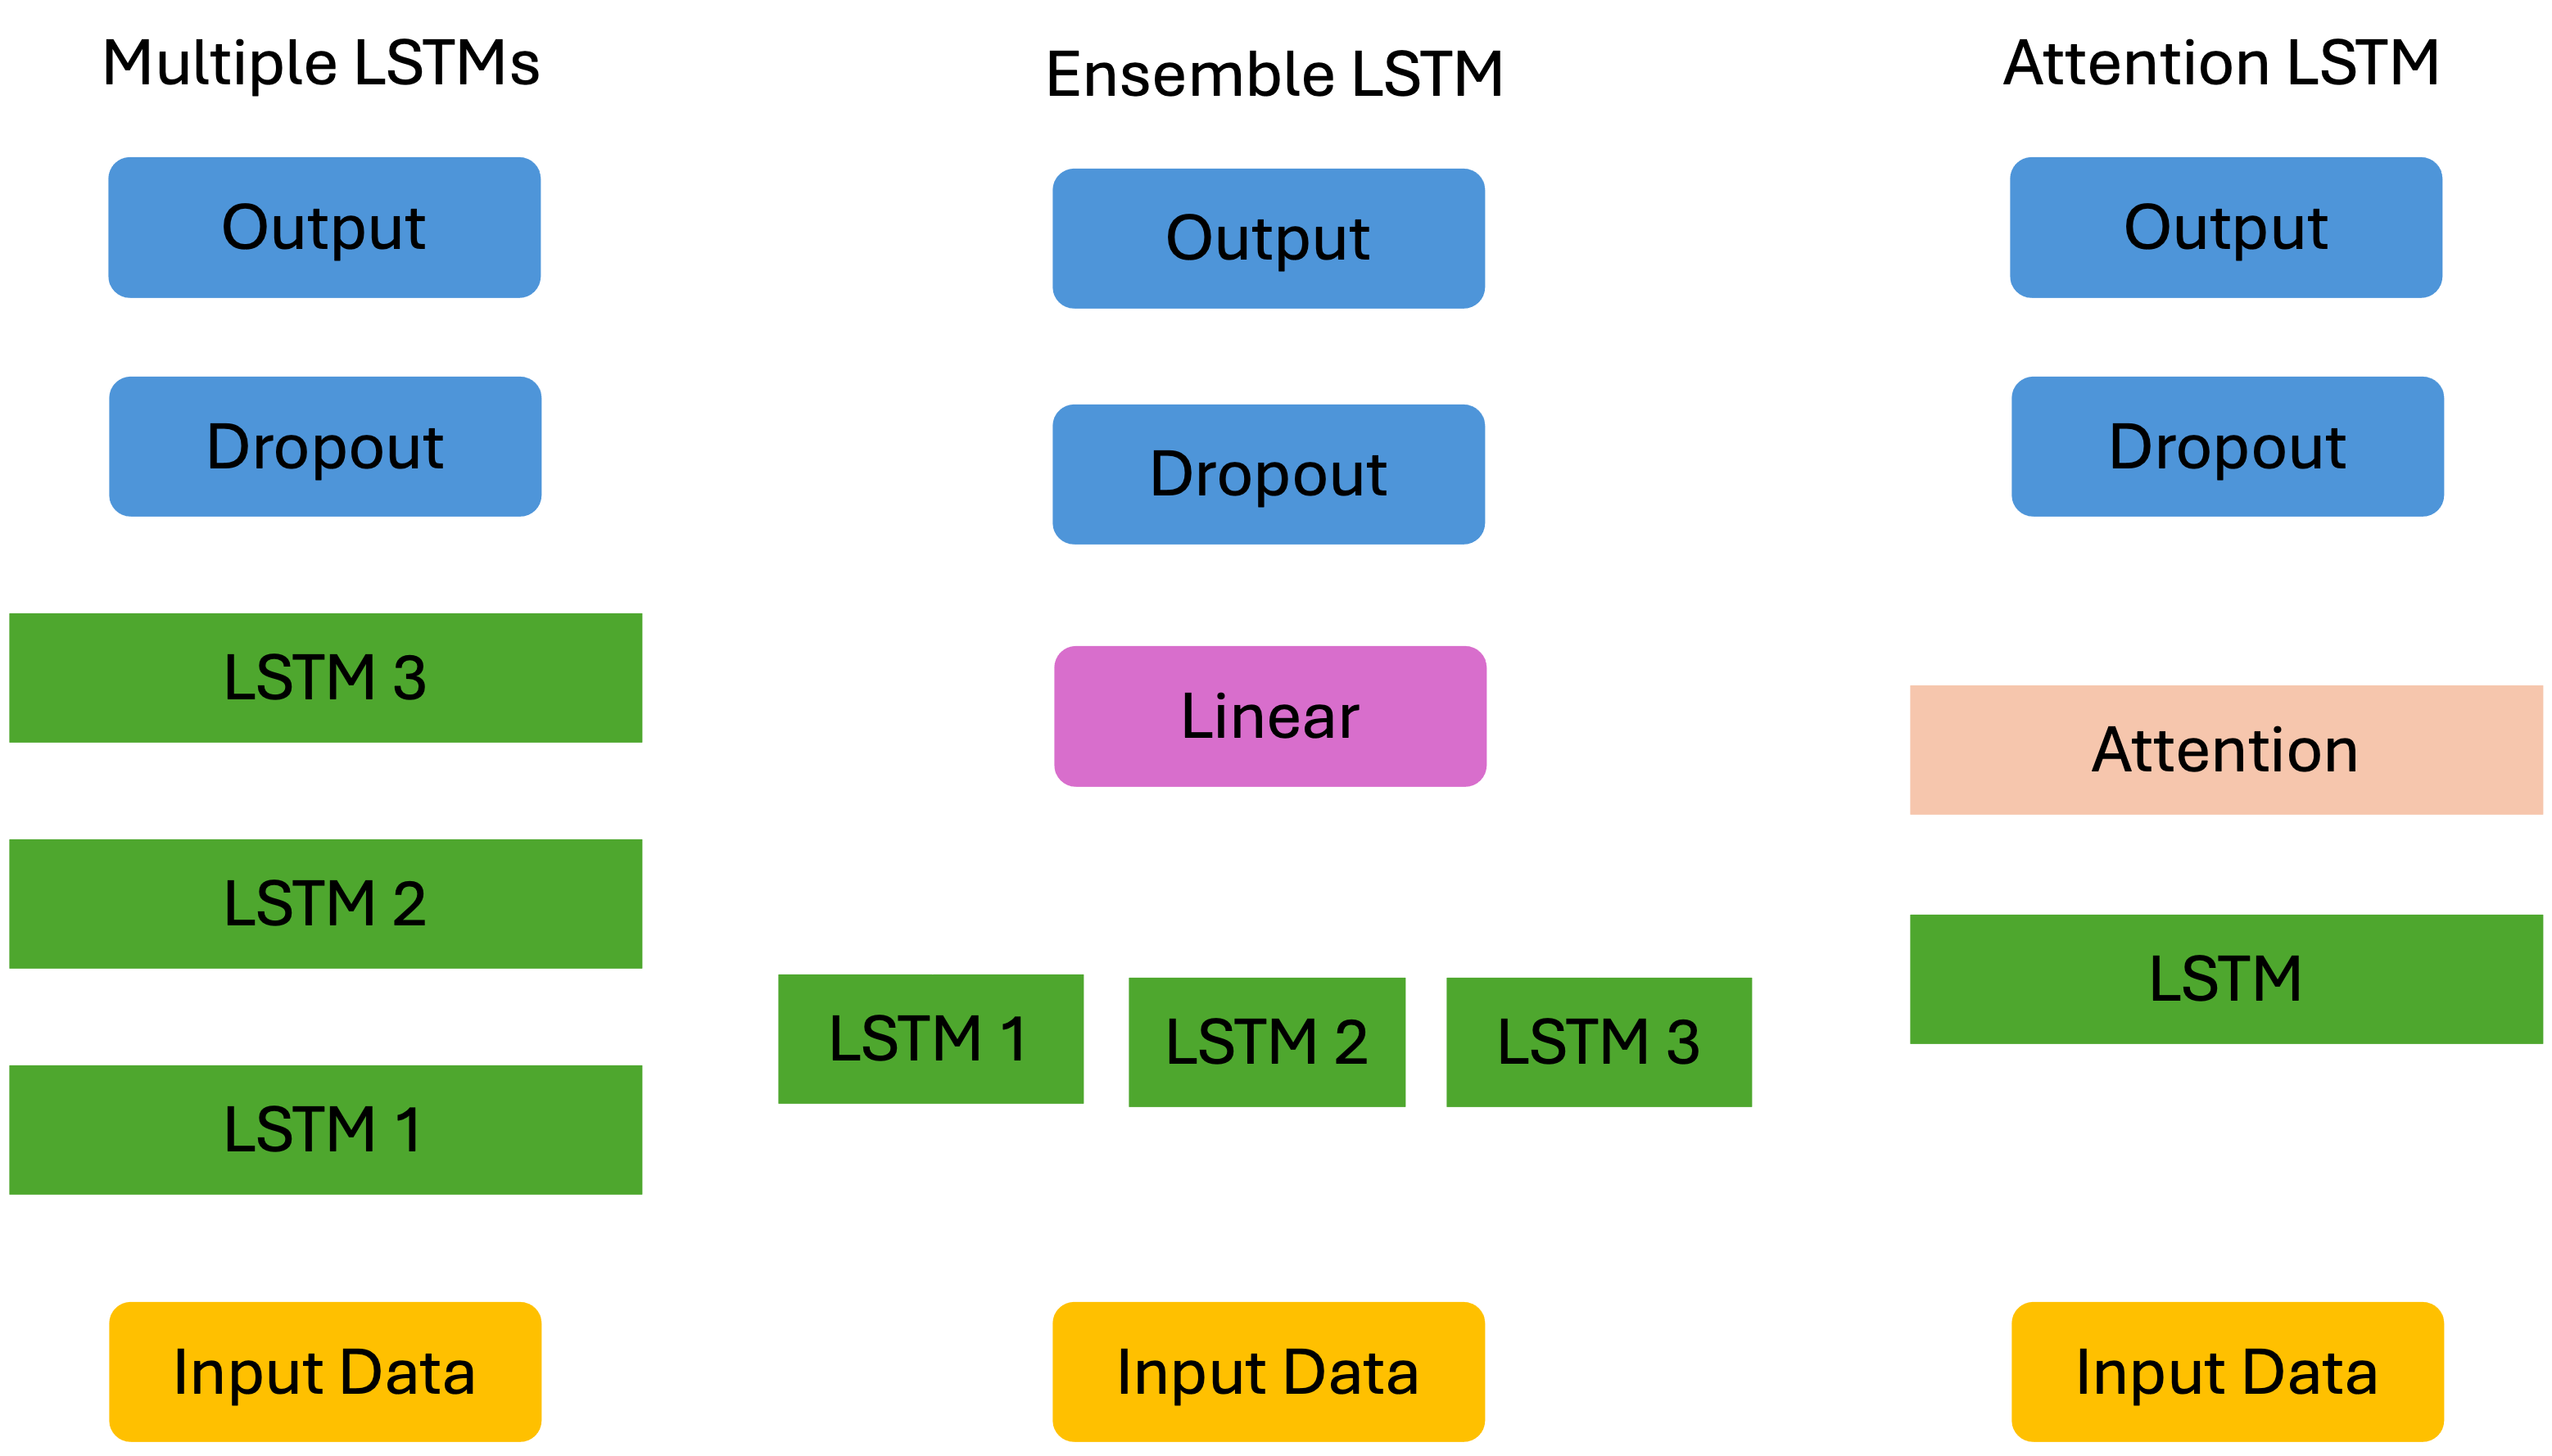 Multiple LSTMs
Output
Dropout
LSTM 3
LSTM 2
LSTM 1
Input Data
Ensemble LSTM
Output
Dropout
Linear
LSTM 1
LSTM 2
LSTM 3
Input Data
Attention LSTM
Output
Dropout
Attention
LSTM
Input Data